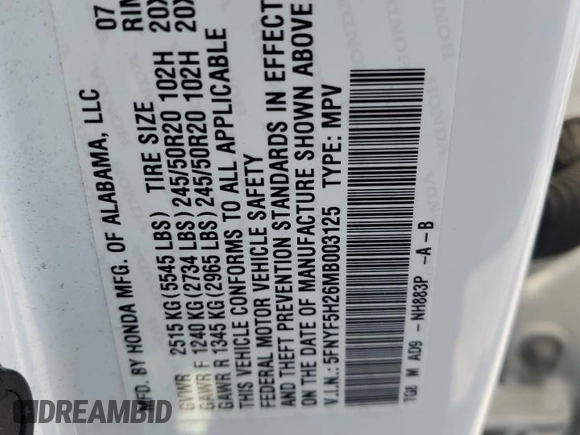 MFD. BY HONDA MFG. OF ALABAMA, LLC 07
GVWR 2515 KG (5545 LBS) TIRE SIZE RIM
GAWR F 1240 KG (2734 LBS) 245/50R20 102H 20X
GAWR R 1345 KG (2965 LBS) 245/50R20 102H 20X
THIS VEHICLE CONFORMS TO ALL APPLICABLE
FEDERAL MOTOR VEHICLE SAFETY
AND THEFT PREVENTION STANDARDS IN EFFECT
ON THE DATE OF MANUFACTURE SHOWN ABOVE
V.I.N.: 5FNYF5H26MB003125 TYPE: MPV
TG8 M A09 - NH883P -A - B
DREAMBID